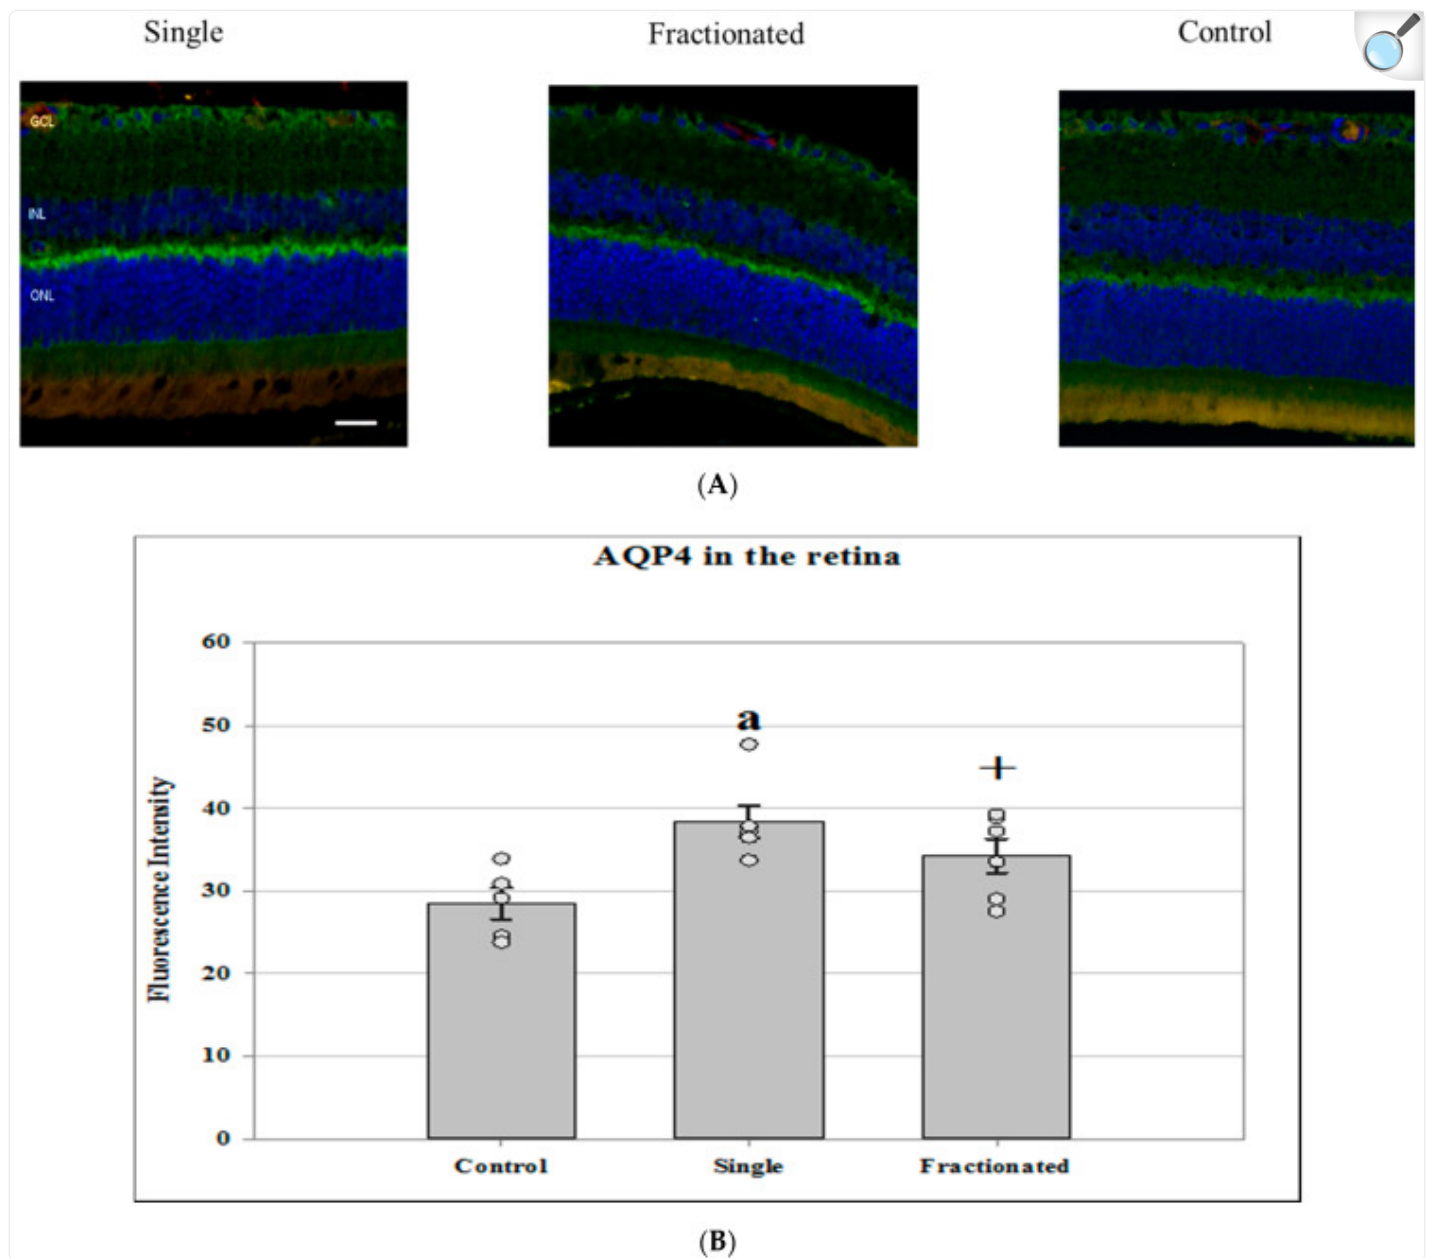 Single Fractionated Control
GCL
INL
ONL
(A)
AQP4 in the retina
60
50
40
30
20
10
0
Fluorescence Intensity
a
+
Control Single Fractionated
(B)